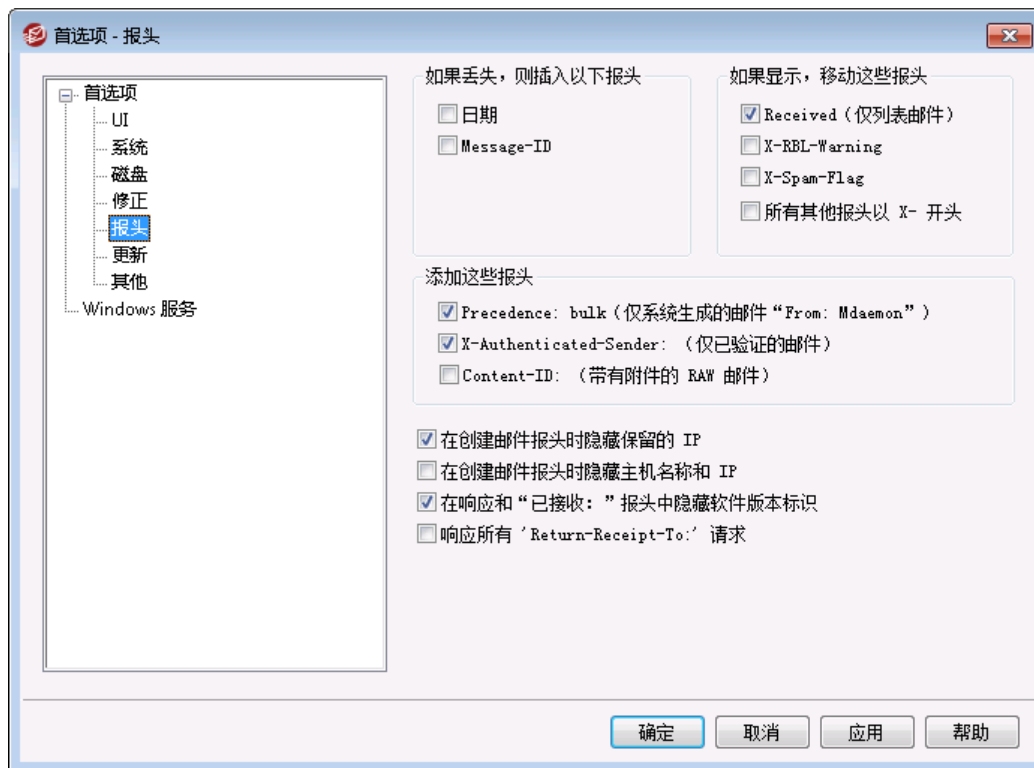 首选项 - 报头
首选项
UI
系统
磁盘
修正
报头
更新
其他
Windows 服务
如果丢失，则插入以下报头
日期
Message-ID
如果显示，移动这些报头
Received（仅列表邮件）
X-RBL-Warning
X-Spam-Flag
所有其他报头以 X- 开头
添加这些报头
Precedence: bulk（仅系统生成的邮件“From: Mdaemon”）
X-Authenticated-Sender: （仅已验证的邮件）
Content-ID: （带有附件的 RAW 邮件）
在创建邮件报头时隐藏保留的 IP
在创建邮件报头时隐藏主机名称和 IP
在响应和“已接收：”报头中隐藏软件版本标识
响应所有 'Return-Receipt-To:' 请求
确定
取消
应用
帮助